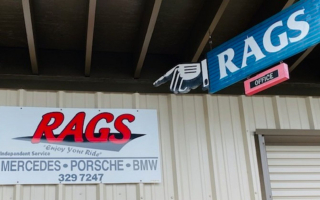 RAGS
OFFICE
RAGS
"Enjoy Your Ride"
Independent Service
MERCEDES • PORSCHE • BMW
329 7247